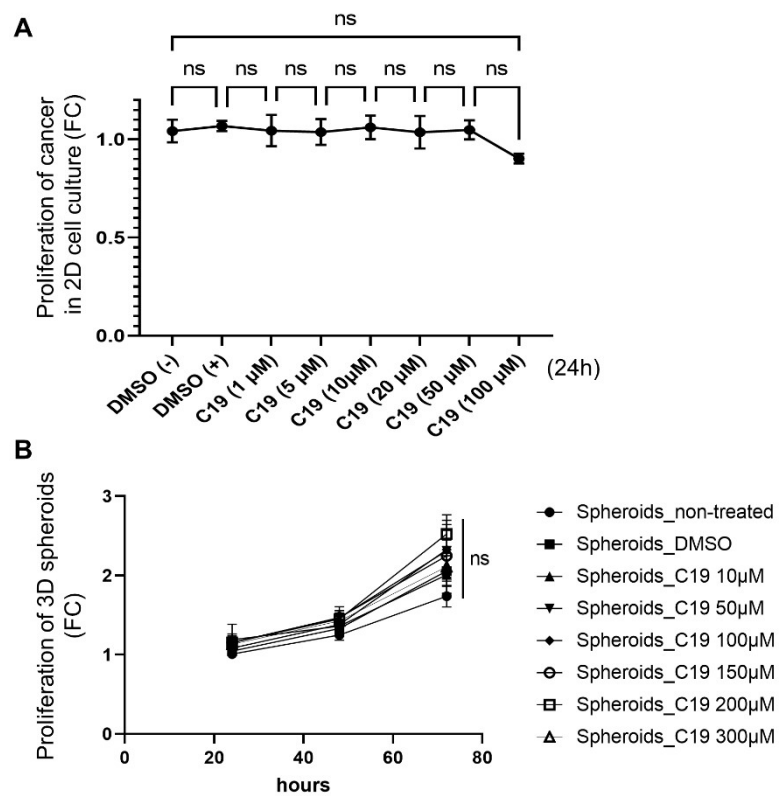 A
ns
ns ns ns ns ns ns ns
Proliferation of cancer
in 2D cell culture (FC)
1.0
0.5
0.0
DMSO (-)
DMSO (+)
C19 (1 µM)
C19 (5 µM)
C19 (10µM)
C19 (20 µM)
C19 (50 µM)
C19 (100 µM)
(24h)
B
Proliferation of 3D spheroids
(FC)
3
2
1
0
0 20 40 60 80
hours
ns
Spheroids_non-treated
Spheroids_DMSO
Spheroids_C19 10µM
Spheroids_C19 50µM
Spheroids_C19 100µM
Spheroids_C19 150µM
Spheroids_C19 200µM
Spheroids_C19 300µM